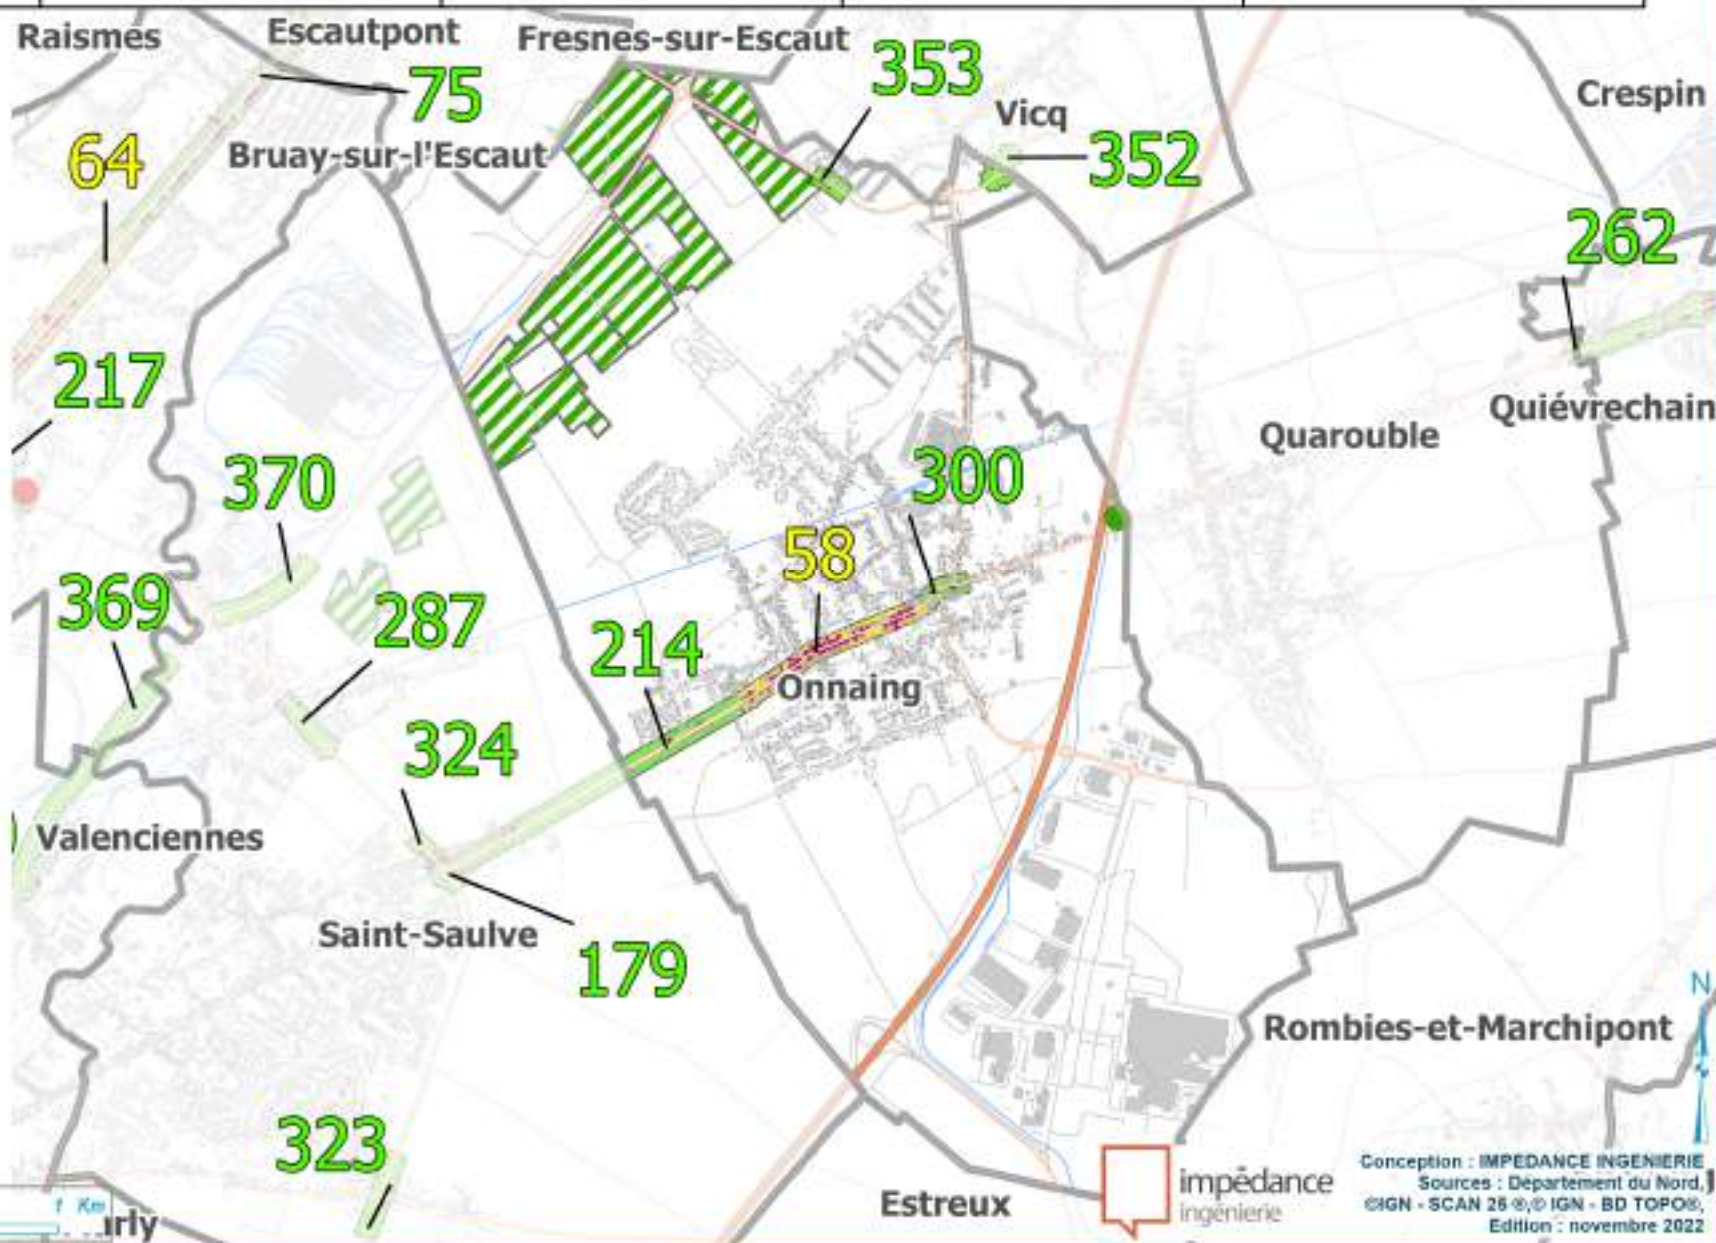 Raismes
Escautpont
Fresnes-sur-Escaut
75
353
Vicq
Crespin
64
Bruay-sur-l'Escaut
352
262
217
Quiévrechain
Quarouble
370
300
58
369
287
214
Onnaing
324
Valenciennes
Saint-Saulve
179
N
Rombies-et-Marchipont
323
Estreux
impédance
ingénierie
Conception : IMPEDANCE INGENIERIE
Sources : Département du Nord,
©IGN - SCAN 25 ®,© IGN - BD TOPO®,
Edition : novembre 2022
1 Km